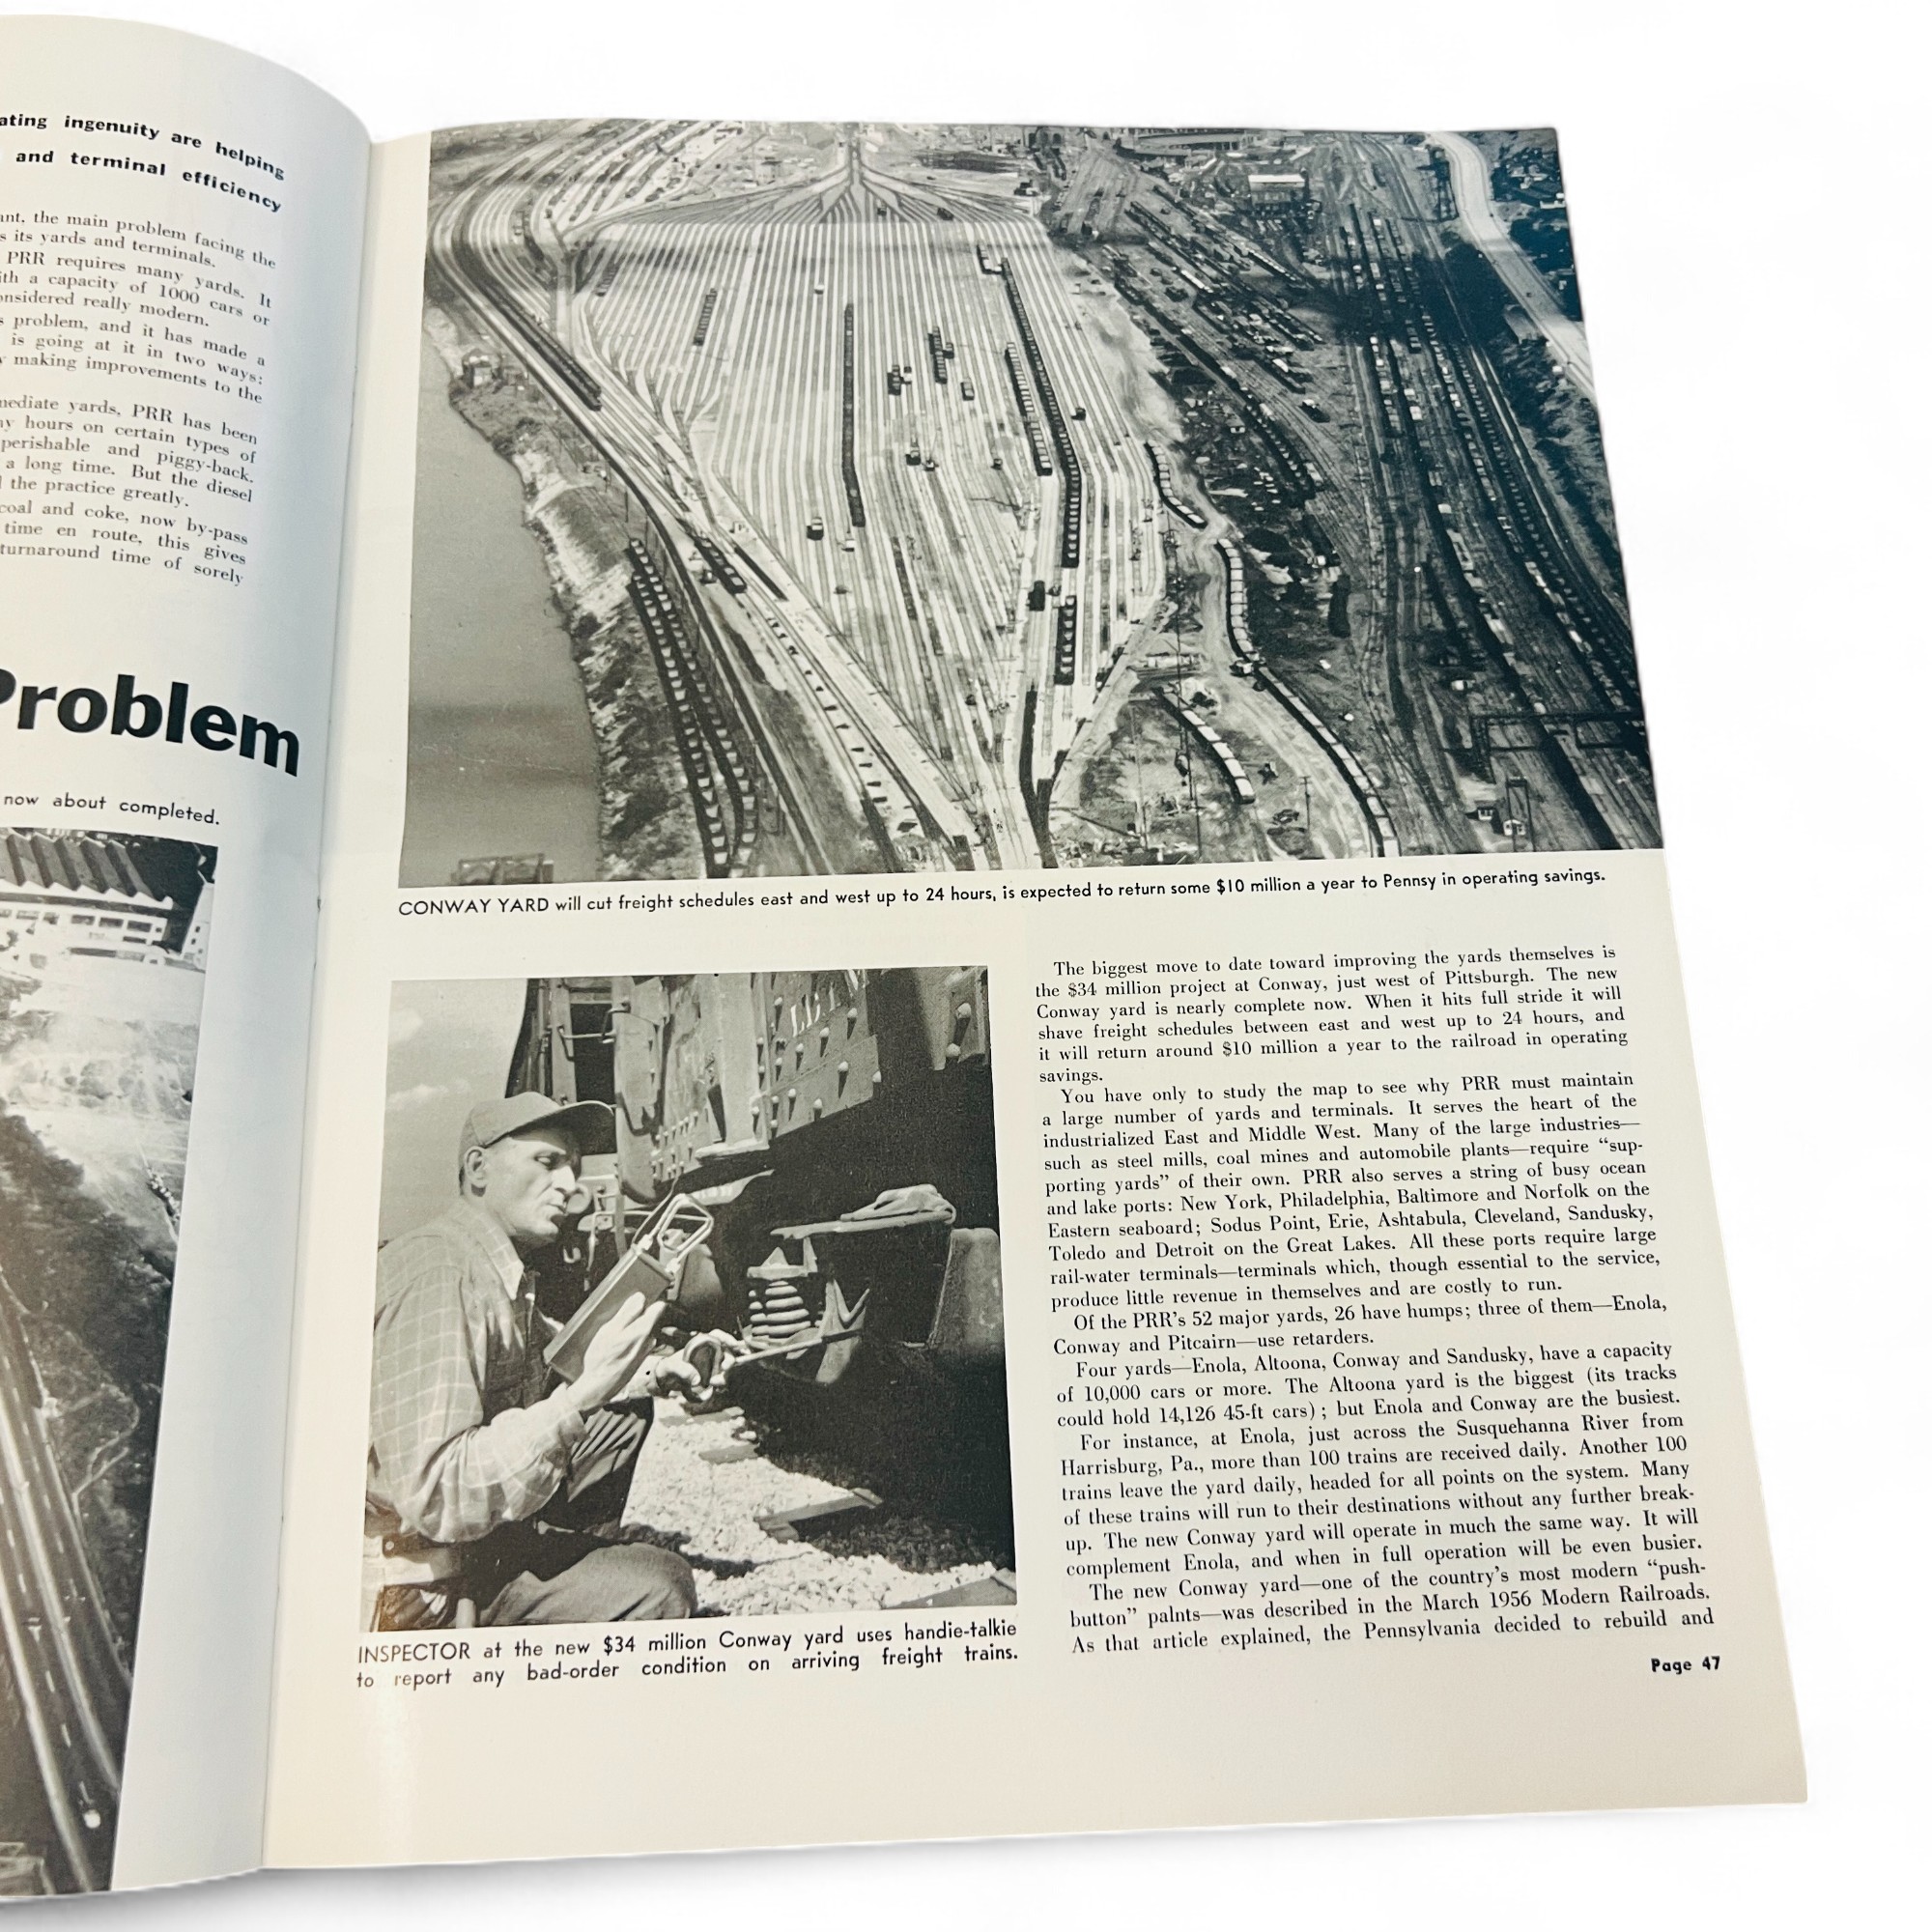 ating ingenuity are helping
and terminal efficiency
ant, the main problem facing the
s its yards and terminals.
PRR requires many yards. It
ith a capacity of 1000 cars or
onsidered really modern.
s problem, and it has made a
is going at it in two ways:
y making improvements to the
mediate yards, PRR has been
ny hours on certain types of
perishable and piggy-back.
a long time. But the diesel
l the practice greatly.
coal and coke, now by-pass
time en route, this gives
turnaround time of sorely
Problem
now about completed.
CONWAY YARD will cut freight schedules east and west up to 24 hours, is expected to return some $10 million a year to Pennsy in operating savings.
INSPECTOR at the new $34 million Conway yard uses handie-talkie
to report any bad-order condition on arriving freight trains.
The biggest move to date toward improving the yards themselves is
the $34 million project at Conway, just west of Pittsburgh. The new
Conway yard is nearly complete now. When it hits full stride it will
shave freight schedules between east and west up to 24 hours, and
it will return around $10 million a year to the railroad in operating
savings.
You have only to study the map to see why PRR must maintain
a large number of yards and terminals. It serves the heart of the
industrialized East and Middle West. Many of the large industries—
such as steel mills, coal mines and automobile plants—require “sup-
porting yards” of their own. PRR also serves a string of busy ocean
and lake ports: New York, Philadelphia, Baltimore and Norfolk on the
Eastern seaboard; Sodus Point, Erie, Ashtabula, Cleveland, Sandusky,
Toledo and Detroit on the Great Lakes. All these ports require large
rail-water terminals—terminals which, though essential to the service,
produce little revenue in themselves and are costly to run.
Of the PRR’s 52 major yards, 26 have humps; three of them—Enola,
Conway and Pitcairn—use retarders.
Four yards—Enola, Altoona, Conway and Sandusky, have a capacity
of 10,000 cars or more. The Altoona yard is the biggest (its tracks
could hold 14,126 45-ft cars); but Enola and Conway are the busiest.
For instance, at Enola, just across the Susquehanna River from
Harrisburg, Pa., more than 100 trains are received daily. Another 100
trains leave the yard daily, headed for all points on the system. Many
of these trains will run to their destinations without any further break-
up. The new Conway yard will operate in much the same way. It will
complement Enola, and when in full operation will be even busier.
The new Conway yard—one of the country’s most modern “push-
button” palnts—was described in the March 1956 Modern Railroads.
As that article explained, the Pennsylvania decided to rebuild and
Page 47